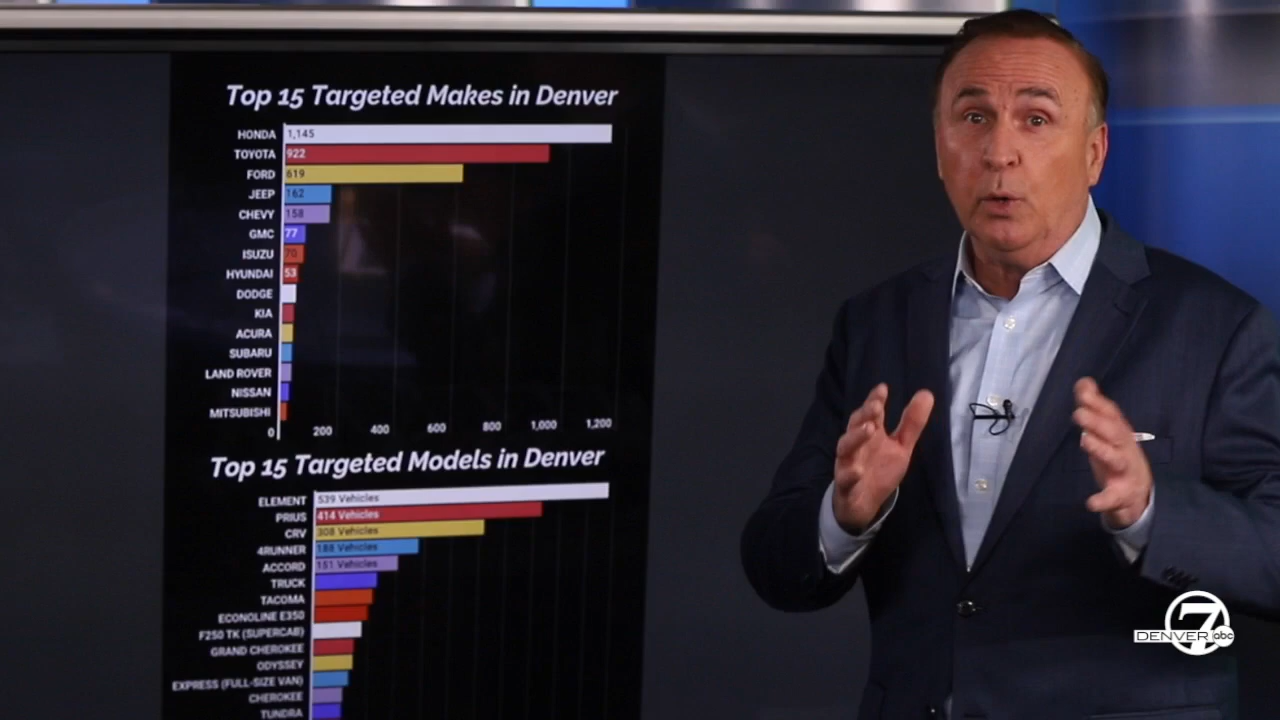 Top 15 Targeted Makes in Denver
HONDA 1,145
TOYOTA 922
FORD 619
JEEP 162
CHEVY 158
GMC 77
ISUZU 70
HYUNDAI 53
DODGE
KIA
ACURA
SUBARU
LAND ROVER
NISSAN
MITSUBISHI
0 200 400 600 800 1,000 1,200
Top 15 Targeted Models in Denver
ELEMENT 539 Vehicles
PRIUS 414 Vehicles
CRV 308 Vehicles
4RUNNER 188 Vehicles
ACCORD 151 Vehicles
TRUCK
TACOMA
ECONOLINE E350
F250 TK (SUPERCAB)
GRAND CHEROKEE
ODYSSEY
EXPRESS (FULL-SIZE VAN)
CHEROKEE
TUNDRA
DENVER 7 abc